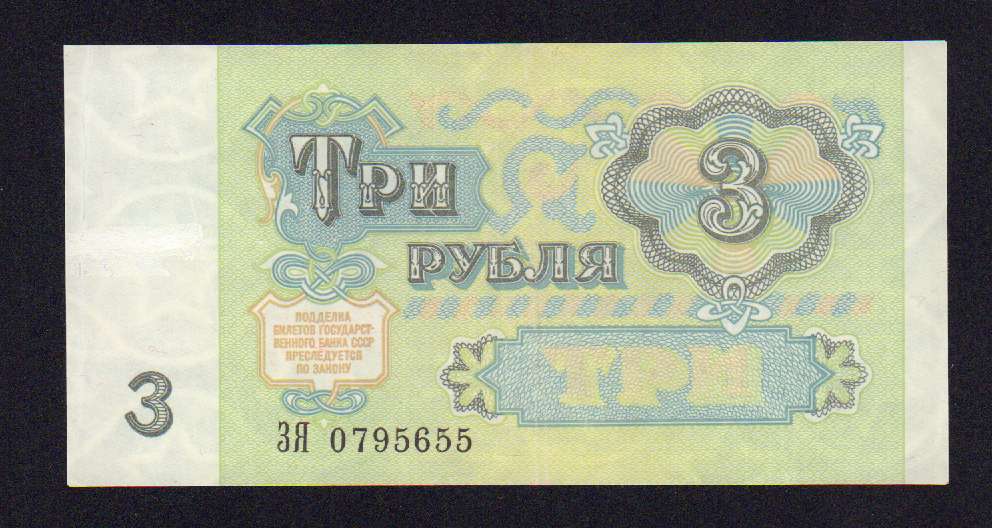 ТРИ
РУБЛЯ
3
ПОДДЕЛКА
БИЛЕТОВ ГОСУДАРСТ-
ВЕННОГО БАНКА СССР
ПРЕСЛЕДУЕТСЯ
ПО ЗАКОНУ
ТРИ
3
ЗЯ 0795655